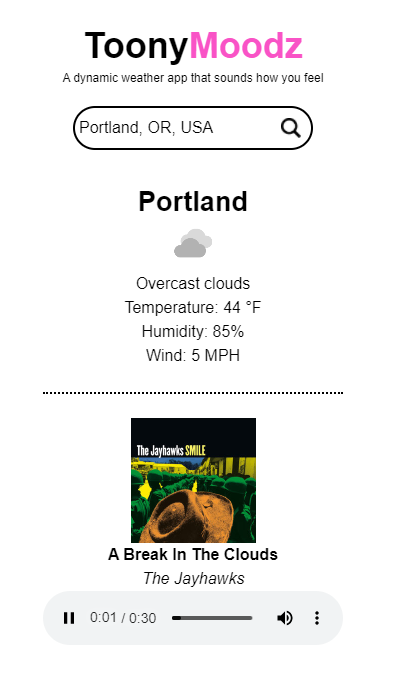 ToonyMoodz
A dynamic weather app that sounds how you feel
Portland, OR, USA
Portland
Overcast clouds
Temperature: 44 °F
Humidity: 85%
Wind: 5 MPH
The Jayhawks SMILE
A Break In The Clouds
The Jayhawks
0:01 / 0:30